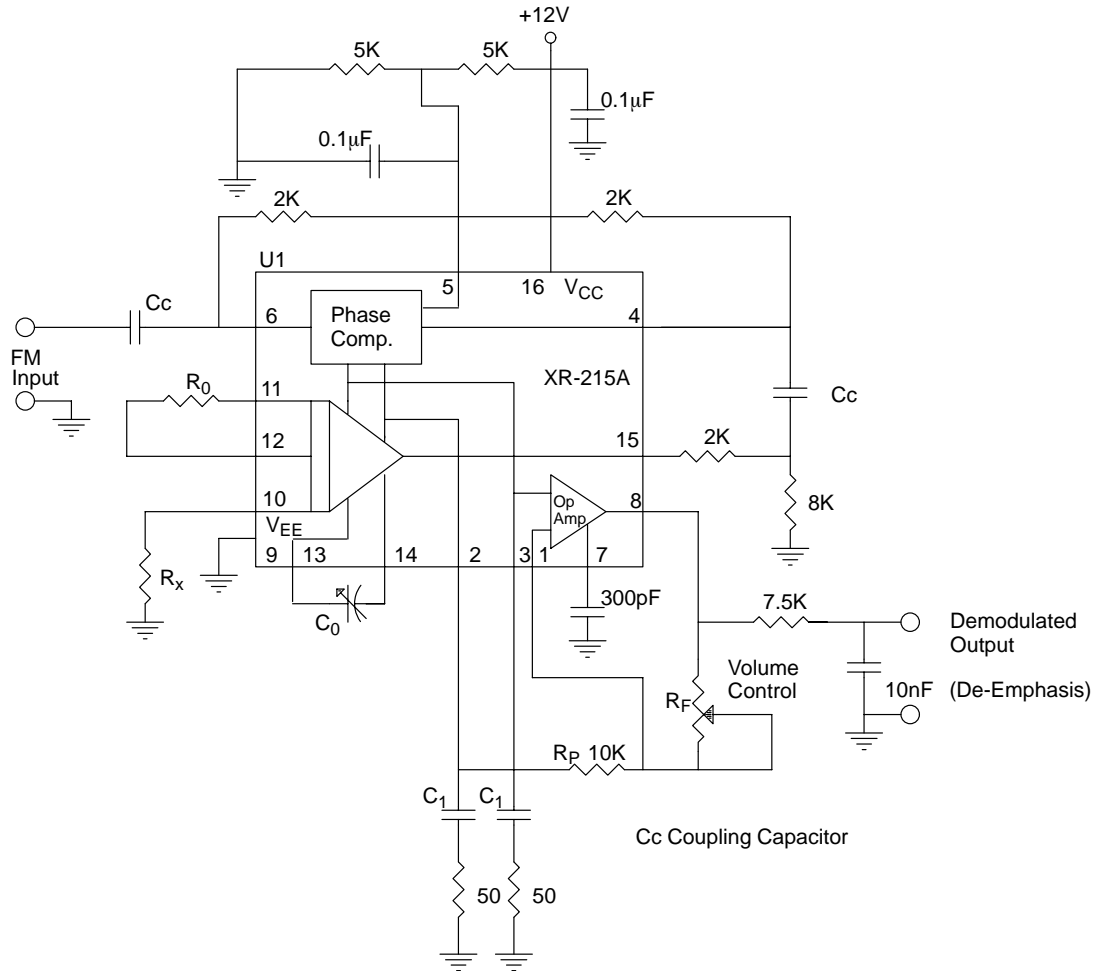 +12V
5K
5K
0.1μF
0.1μF
2K
2K
U1
5
16
VCC
Cc
6
Phase
Comp.
4
FM
Input
XR-215A
R0
11
Cc
12
15
2K
10
Op
Amp
8
8K
VEE
9
13
14
2
3
1
7
Rx
C0
300pF
7.5K
Demodulated
Output
Volume
Control
10nF
(De-Emphasis)
RF
RP
10K
C1
C1
Cc Coupling Capacitor
50
50